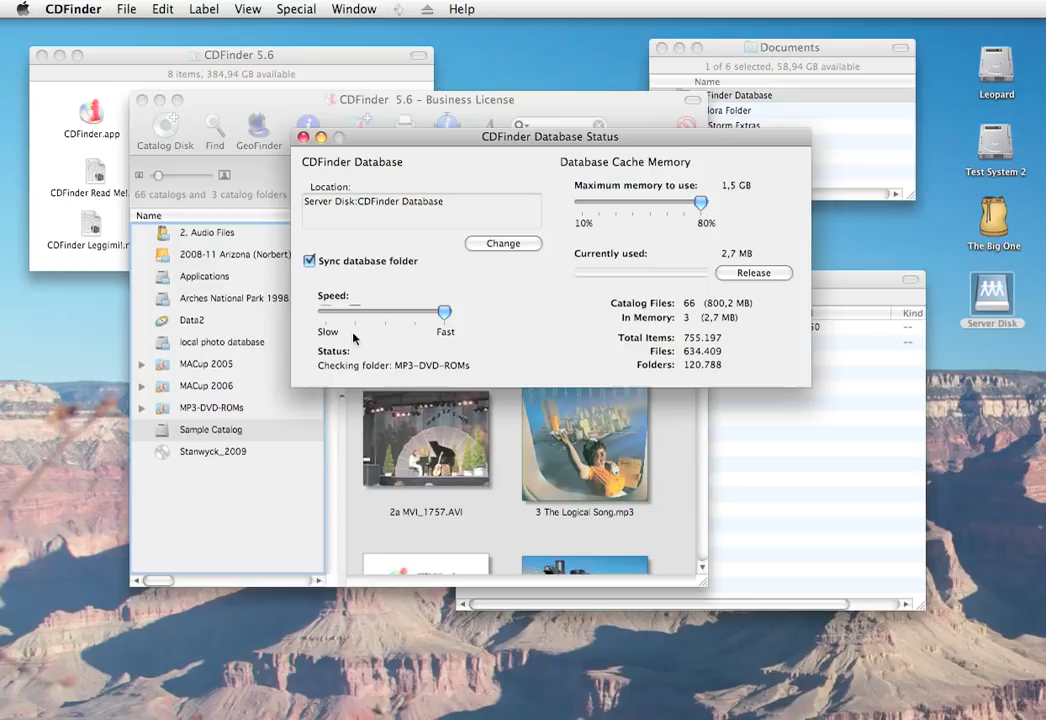 CDFinder File Edit Label View Special Window Help
CDFinder 5.6
8 items, 384,94 GB available
CDFinder.app
CDFinder Read Me!
CDFinder Leggimi!.r
Documents
1 of 6 selected, 58,94 GB available
Name
Finder Database
Storm Extras
CDFinder 5.6 – Business License
Catalog Disk Find GeoFinder
66 catalogs and 3 catalog folders
Name
2. Audio Files
2008-11 Arizona (Norbert)
Applications
Arches National Park 1998
Data2
local photo database
MACup 2005
MACup 2006
MP3-DVD-ROMs
Sample Catalog
Stanwyck_2009
CDFinder Database Status
CDFinder Database
Location:
Server Disk:CDFinder Database
Change
Sync database folder
Speed:
Slow Fast
Status:
Checking folder: MP3-DVD-ROMs
Database Cache Memory
Maximum memory to use: 1,5 GB
10% 80%
Currently used: 2,7 MB
Release
Catalog Files: 66 (800,2 MB)
In Memory: 3 (2,7 MB)
Total Items: 755.197
Files: 634.409
Folders: 120.788
2a MVI_1757.AVI
3 The Logical Song.mp3
Kind
--
--
Leopard
Test System 2
The Big One
Server Disk